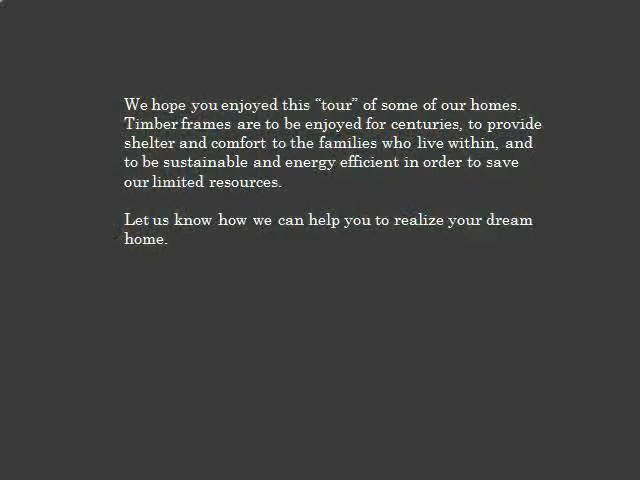 We hope you enjoyed this “tour” of some of our homes.
Timber frames are to be enjoyed for centuries, to provide
shelter and comfort to the families who live within, and
to be sustainable and energy efficient in order to save
our limited resources.
Let us know how we can help you to realize your dream
home.